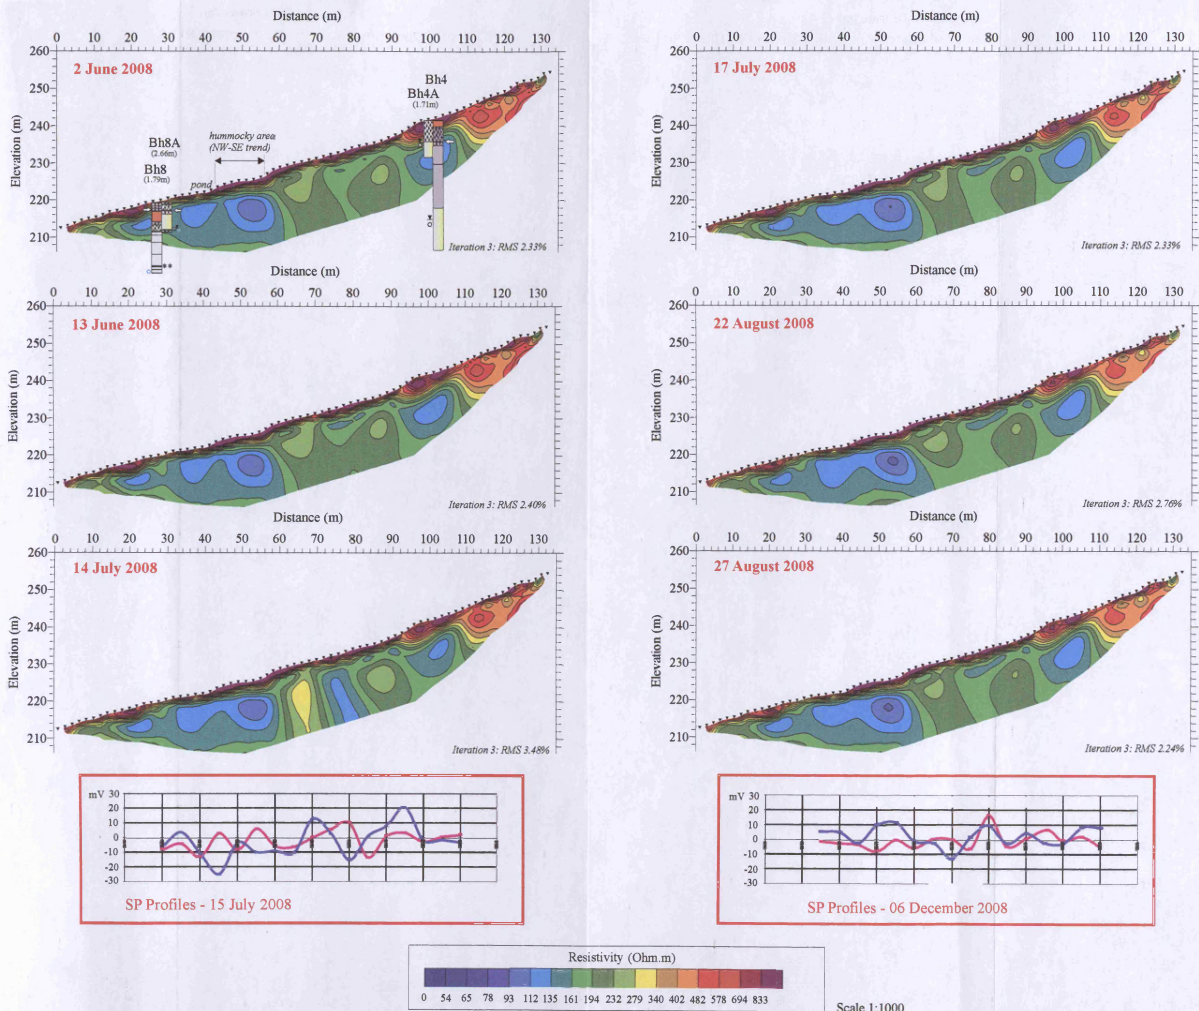 Distance (m)
0 10 20 30 40 50 60 70 80 90 100 110 120 130
260
250
240
230
220
210
Elevation (m)
2 June 2008
Bh4
Bh4A
(1.71m)
hummocky area
(NW-SE trend)
Bh8A
(2.66m)
Bh8
(1.79m)
pond
Iteration 3: RMS 2.33%
Distance (m)
0 10 20 30 40 50 60 70 80 90 100 110 120 130
260
250
240
230
220
210
Elevation (m)
17 July 2008
Iteration 3: RMS 2.33%
Distance (m)
0 10 20 30 40 50 60 70 80 90 100 110 120 130
260
250
240
230
220
210
Elevation (m)
13 June 2008
Iteration 3: RMS 2.40%
Distance (m)
0 10 20 30 40 50 60 70 80 90 100 110 120 130
260
250
240
230
220
210
Elevation (m)
22 August 2008
Iteration 3: RMS 2.76%
Distance (m)
0 10 20 30 40 50 60 70 80 90 100 110 120 130
260
250
240
230
220
210
Elevation (m)
14 July 2008
Iteration 3: RMS 3.48%
Distance (m)
0 10 20 30 40 50 60 70 80 90 100 110 120 130
260
250
240
230
220
210
Elevation (m)
27 August 2008
Iteration 3: RMS 2.24%
mV 30
20
10
0
-10
-20
-30
SP Profiles - 15 July 2008
mV 30
20
10
0
-10
-20
-30
SP Profiles - 06 December 2008
Resistivity (Ohm.m)
0 54 65 78 93 112 135 161 194 232 279 340 402 482 578 694 833
Scale 1:1000